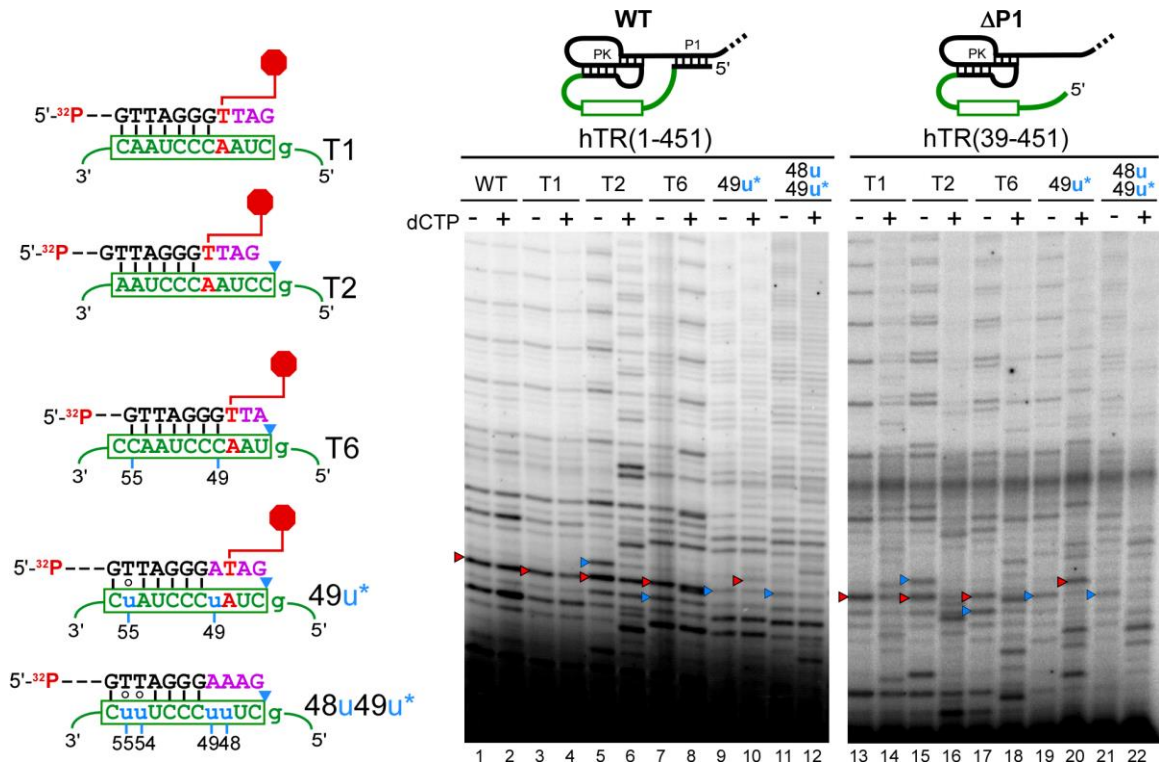 5'-³²P---GTTAGGGTTAG
CAAUCCCAAUC g T1
3' 5'
5'-³²P---GTTAGGGTTAG
AAUCCCAAUCC g T2
3' 5'
5'-³²P---GTTAGGGTTA
CCAAUCCCAAU g T6
3' 55 49 5'
5'-³²P---GTTAGGGATAG
CuAUCCCuAUC g 49u*
3' 55 49 5'
5'-³²P---GTTAGGGAAAG
CuuUCCCuuUC g 48u49u*
3' 5554 4948 5'
WT
PK P1 5'
hTR(1-451)
WT T1 T2 T6 49u* 48u
49u*
dCTP - + - + - + - + - + - +
1 2 3 4 5 6 7 8 9 10 11 12
ΔP1
PK 5'
hTR(39-451)
T1 T2 T6 49u* 48u
49u*
- + - + - + - + - +
13 14 15 16 17 18 19 20 21 22